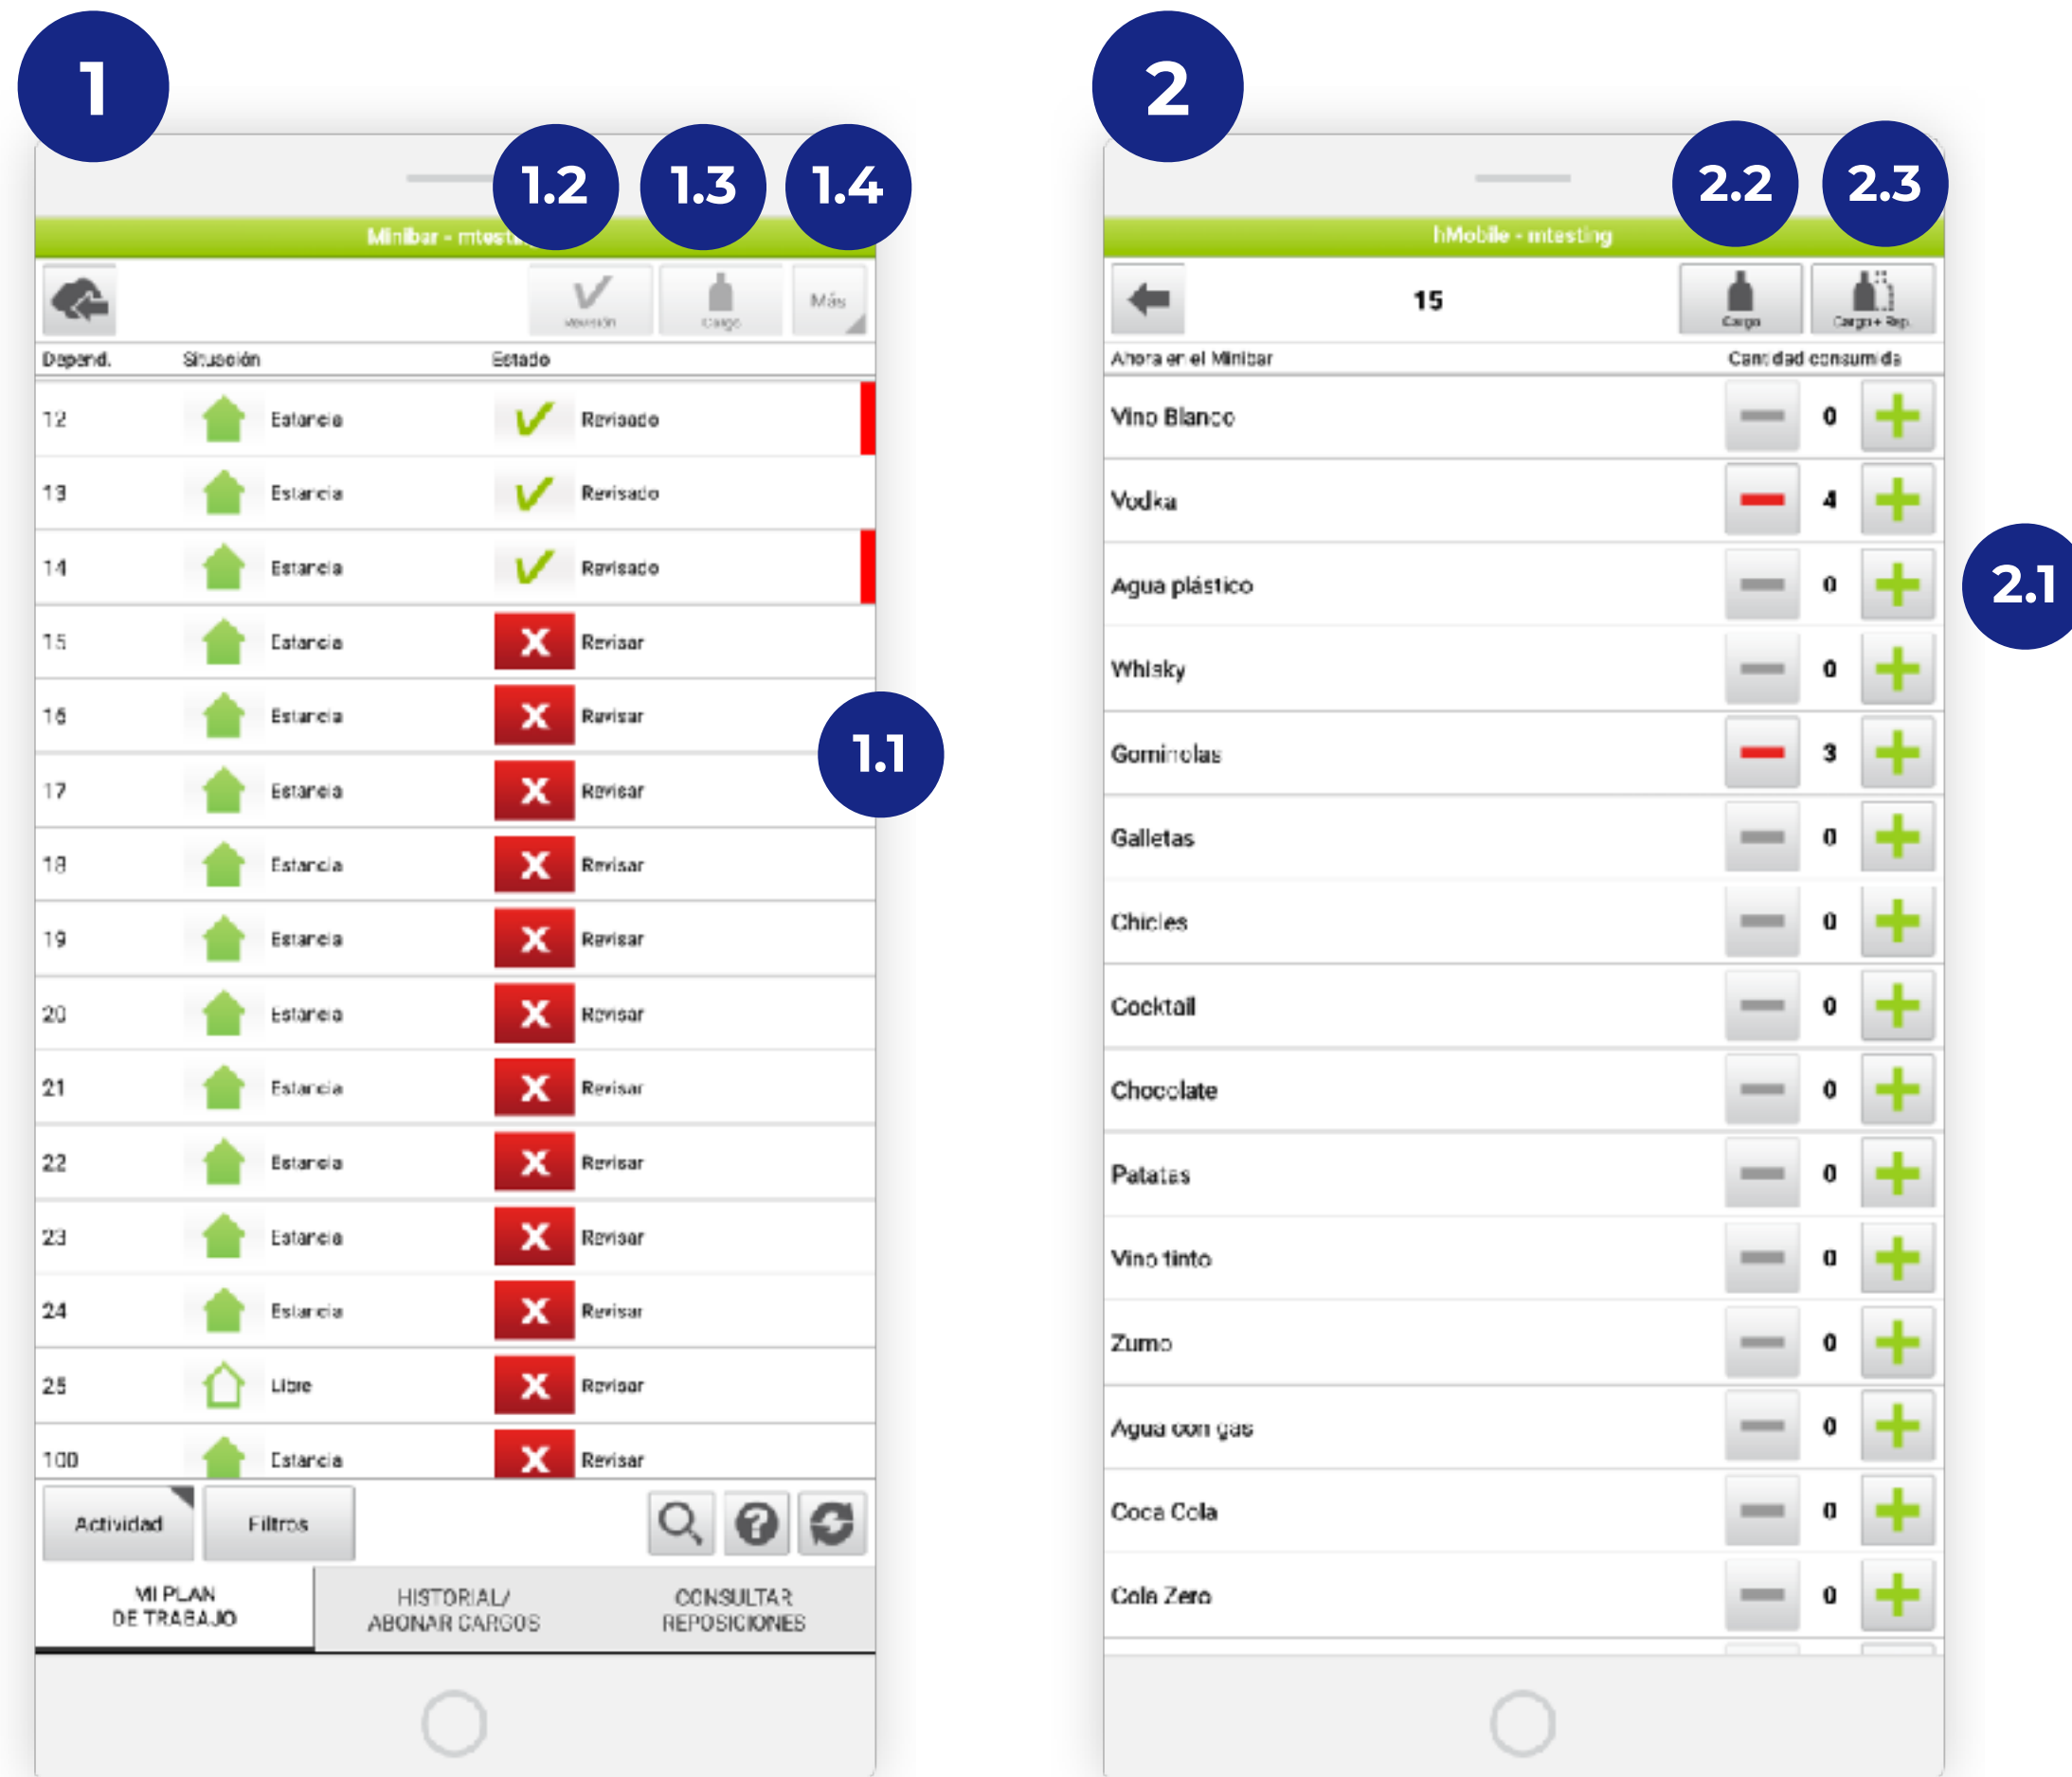 1
1.2
1.3
1.4
Minibar - mtesti
Revisión
Cargo
Más
Depend. Situación Estado
12 Estancia Revisado
13 Estancia Revisado
14 Estancia Revisado
15 Estancia Revisar
16 Estancia Revisar
1.1
17 Estancia Revisar
18 Estancia Revisar
19 Estancia Revisar
20 Estancia Revisar
21 Estancia Revisar
22 Estancia Revisar
23 Estancia Revisar
24 Estancia Revisar
25 Libre Revisar
100 Estancia Revisar
Actividad
Filtros
MI PLAN
DE TRABAJO
HISTORIAL/
ABONAR CARGOS
CONSULTAR
REPOSICIONES
2
2.2
2.3
hMobile - mtesting
15
Cargo
Cargo + Rep.
Ahora en el Minibar Cantidad consumida
Vino Blanco 0
Vodka 4
Agua plástico 0
2.1
Whisky 0
Gominolas 3
Galletas 0
Chicles 0
Cocktail 0
Chocolate 0
Patatas 0
Vino tinto 0
Zumo 0
Agua con gas 0
Coca Cola 0
Cola Zero 0